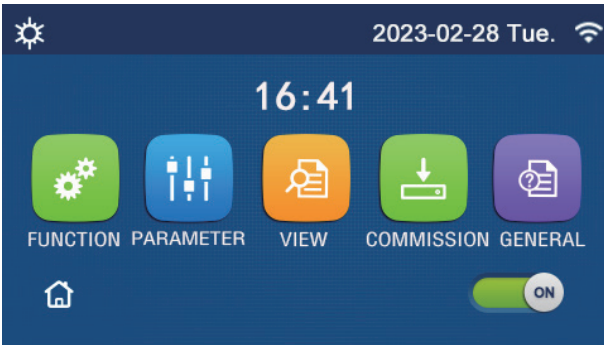 2023-02-28 Tue.
16:41
FUNCTION PARAMETER VIEW COMMISSION GENERAL
ON